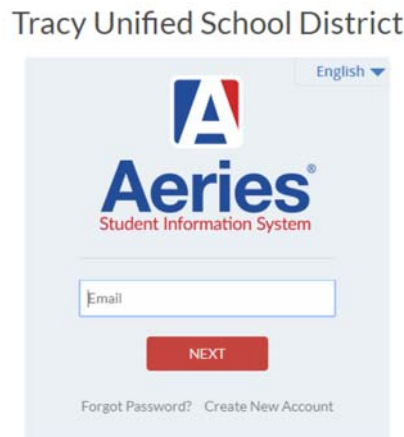 Tracy Unified School District
English
A
Aeries®
Student Information System
Email
NEXT
Forgot Password? Create New Account